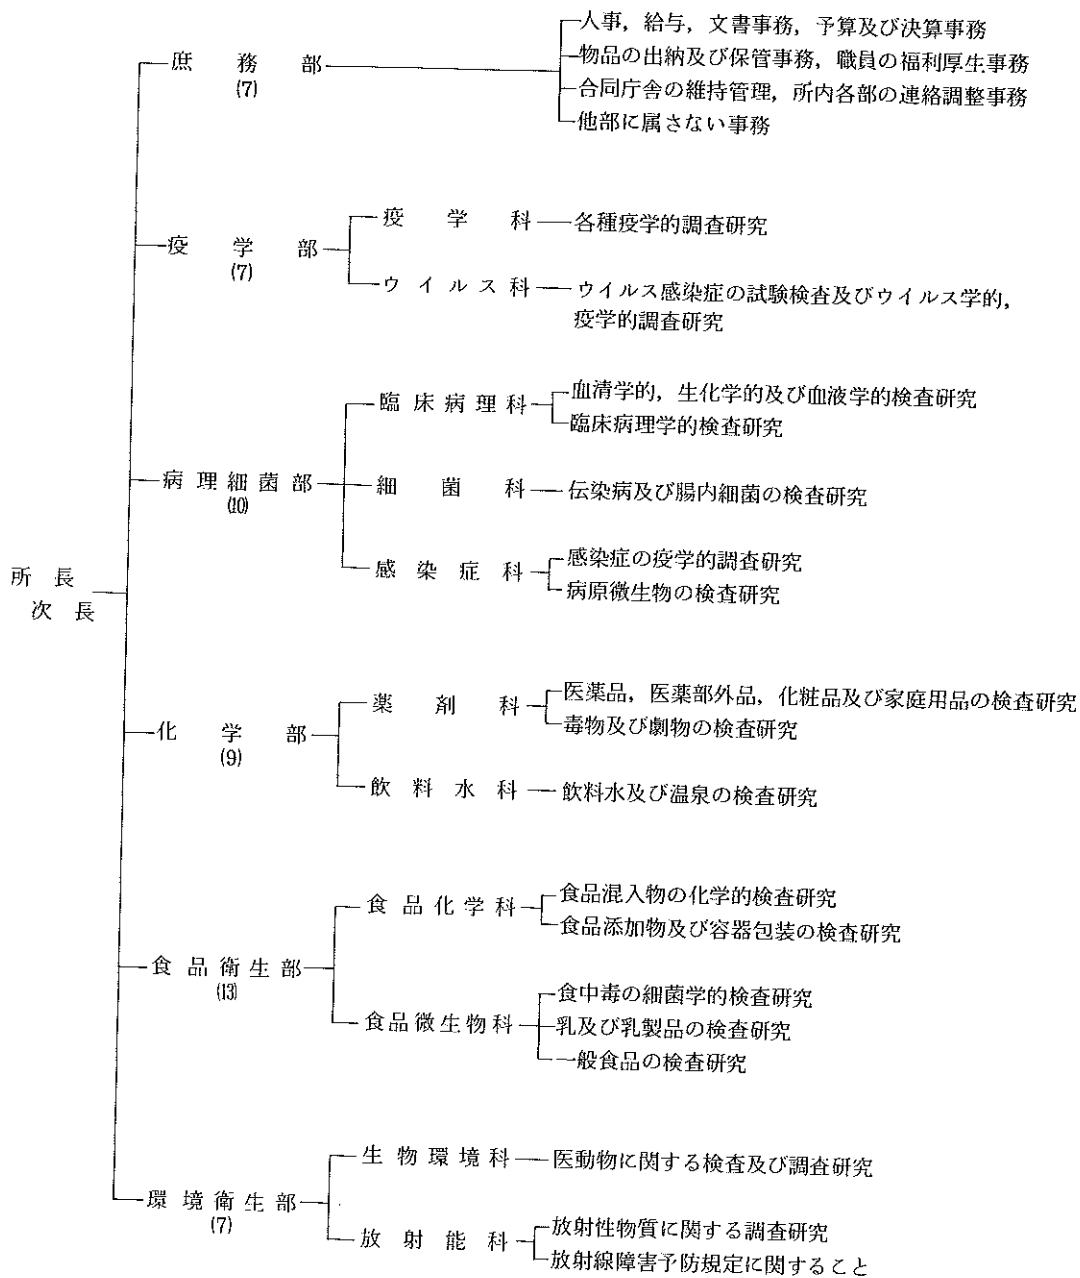 所長
次長
庶務部
(7)
人事，給与，文書事務，予算及び決算事務
物品の出納及び保管事務，職員の福利厚生事務
合同庁舎の維持管理，所内各部の連絡調整事務
他部に属さない事務
疫学部
(7)
疫学科
各種疫学的調査研究
ウイルス科
ウイルス感染症の試験検査及びウイルス学的，
疫学的調査研究
病理細菌部
(10)
臨床病理科
血清学的，生化学的及び血液学的検査研究
臨床病理学的検査研究
細菌科
伝染病及び腸内細菌の検査研究
感染症科
感染症の疫学的調査研究
病原微生物の検査研究
化学部
(9)
薬剤科
医薬品，医薬部外品，化粧品及び家庭用品の検査研究
毒物及び劇物の検査研究
飲料水科
飲料水及び温泉の検査研究
食品衛生部
(13)
食品化学科
食品混入物の化学的検査研究
食品添加物及び容器包装の検査研究
食品微生物科
食中毒の細菌学的検査研究
乳及び乳製品の検査研究
一般食品の検査研究
環境衛生部
(7)
生物環境科
医動物に関する検査及び調査研究
放射能科
放射性物質に関する調査研究
放射線障害予防規定に関すること